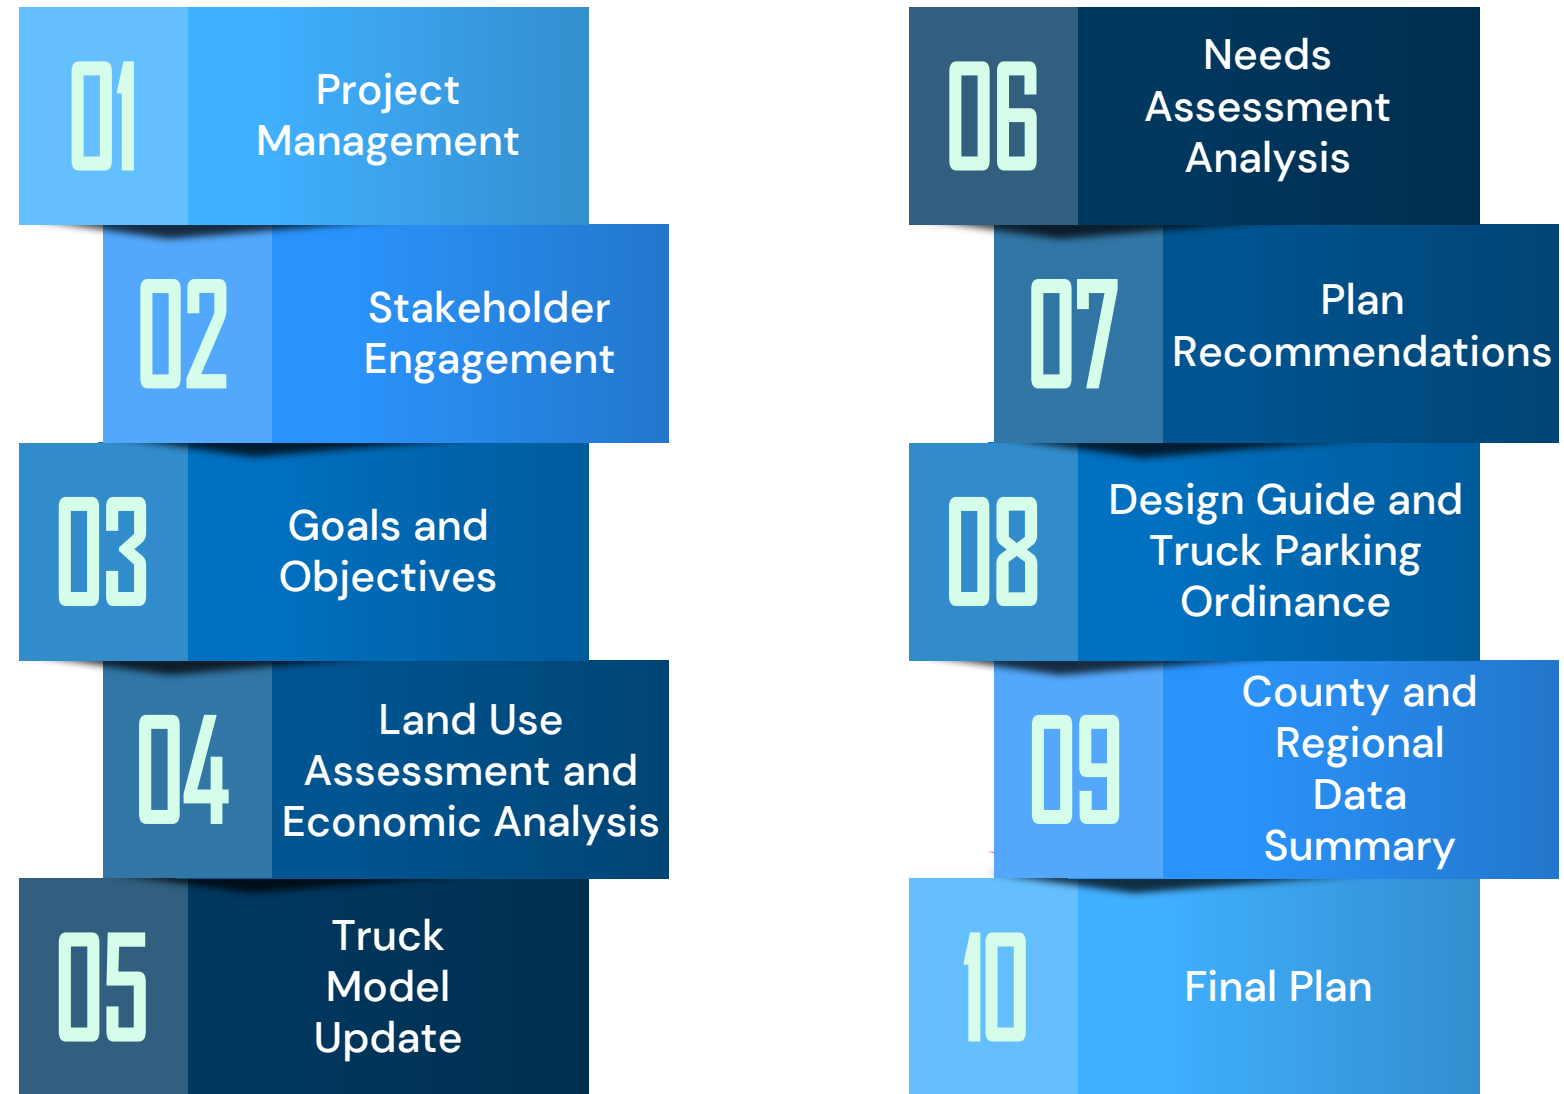 01
Project
Management
02
Stakeholder
Engagement
03
Goals and
Objectives
04
Land Use
Assessment and
Economic Analysis
05
Truck
Model
Update
06
Needs
Assessment
Analysis
07
Plan
Recommendations
08
Design Guide and
Truck Parking
Ordinance
09
County and
Regional
Data
Summary
10
Final Plan